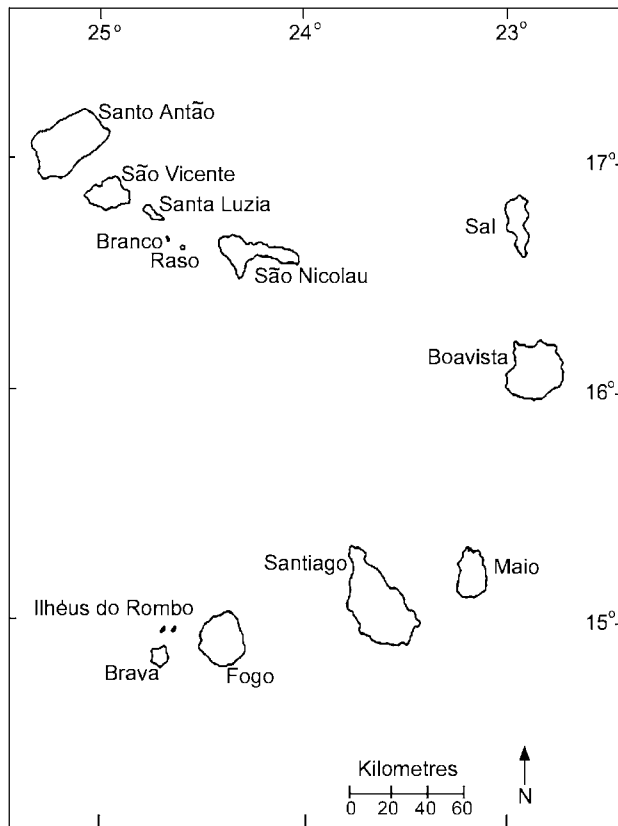 25° 24° 23°
Santo Antão
17°
São Vicente
Santa Luzia
Sal
Branco
Raso
São Nicolau
Boavista
16°
Santiago
Maio
Ilhéus do Rombo
15°
Brava
Fogo
Kilometres
0 20 40 60
N